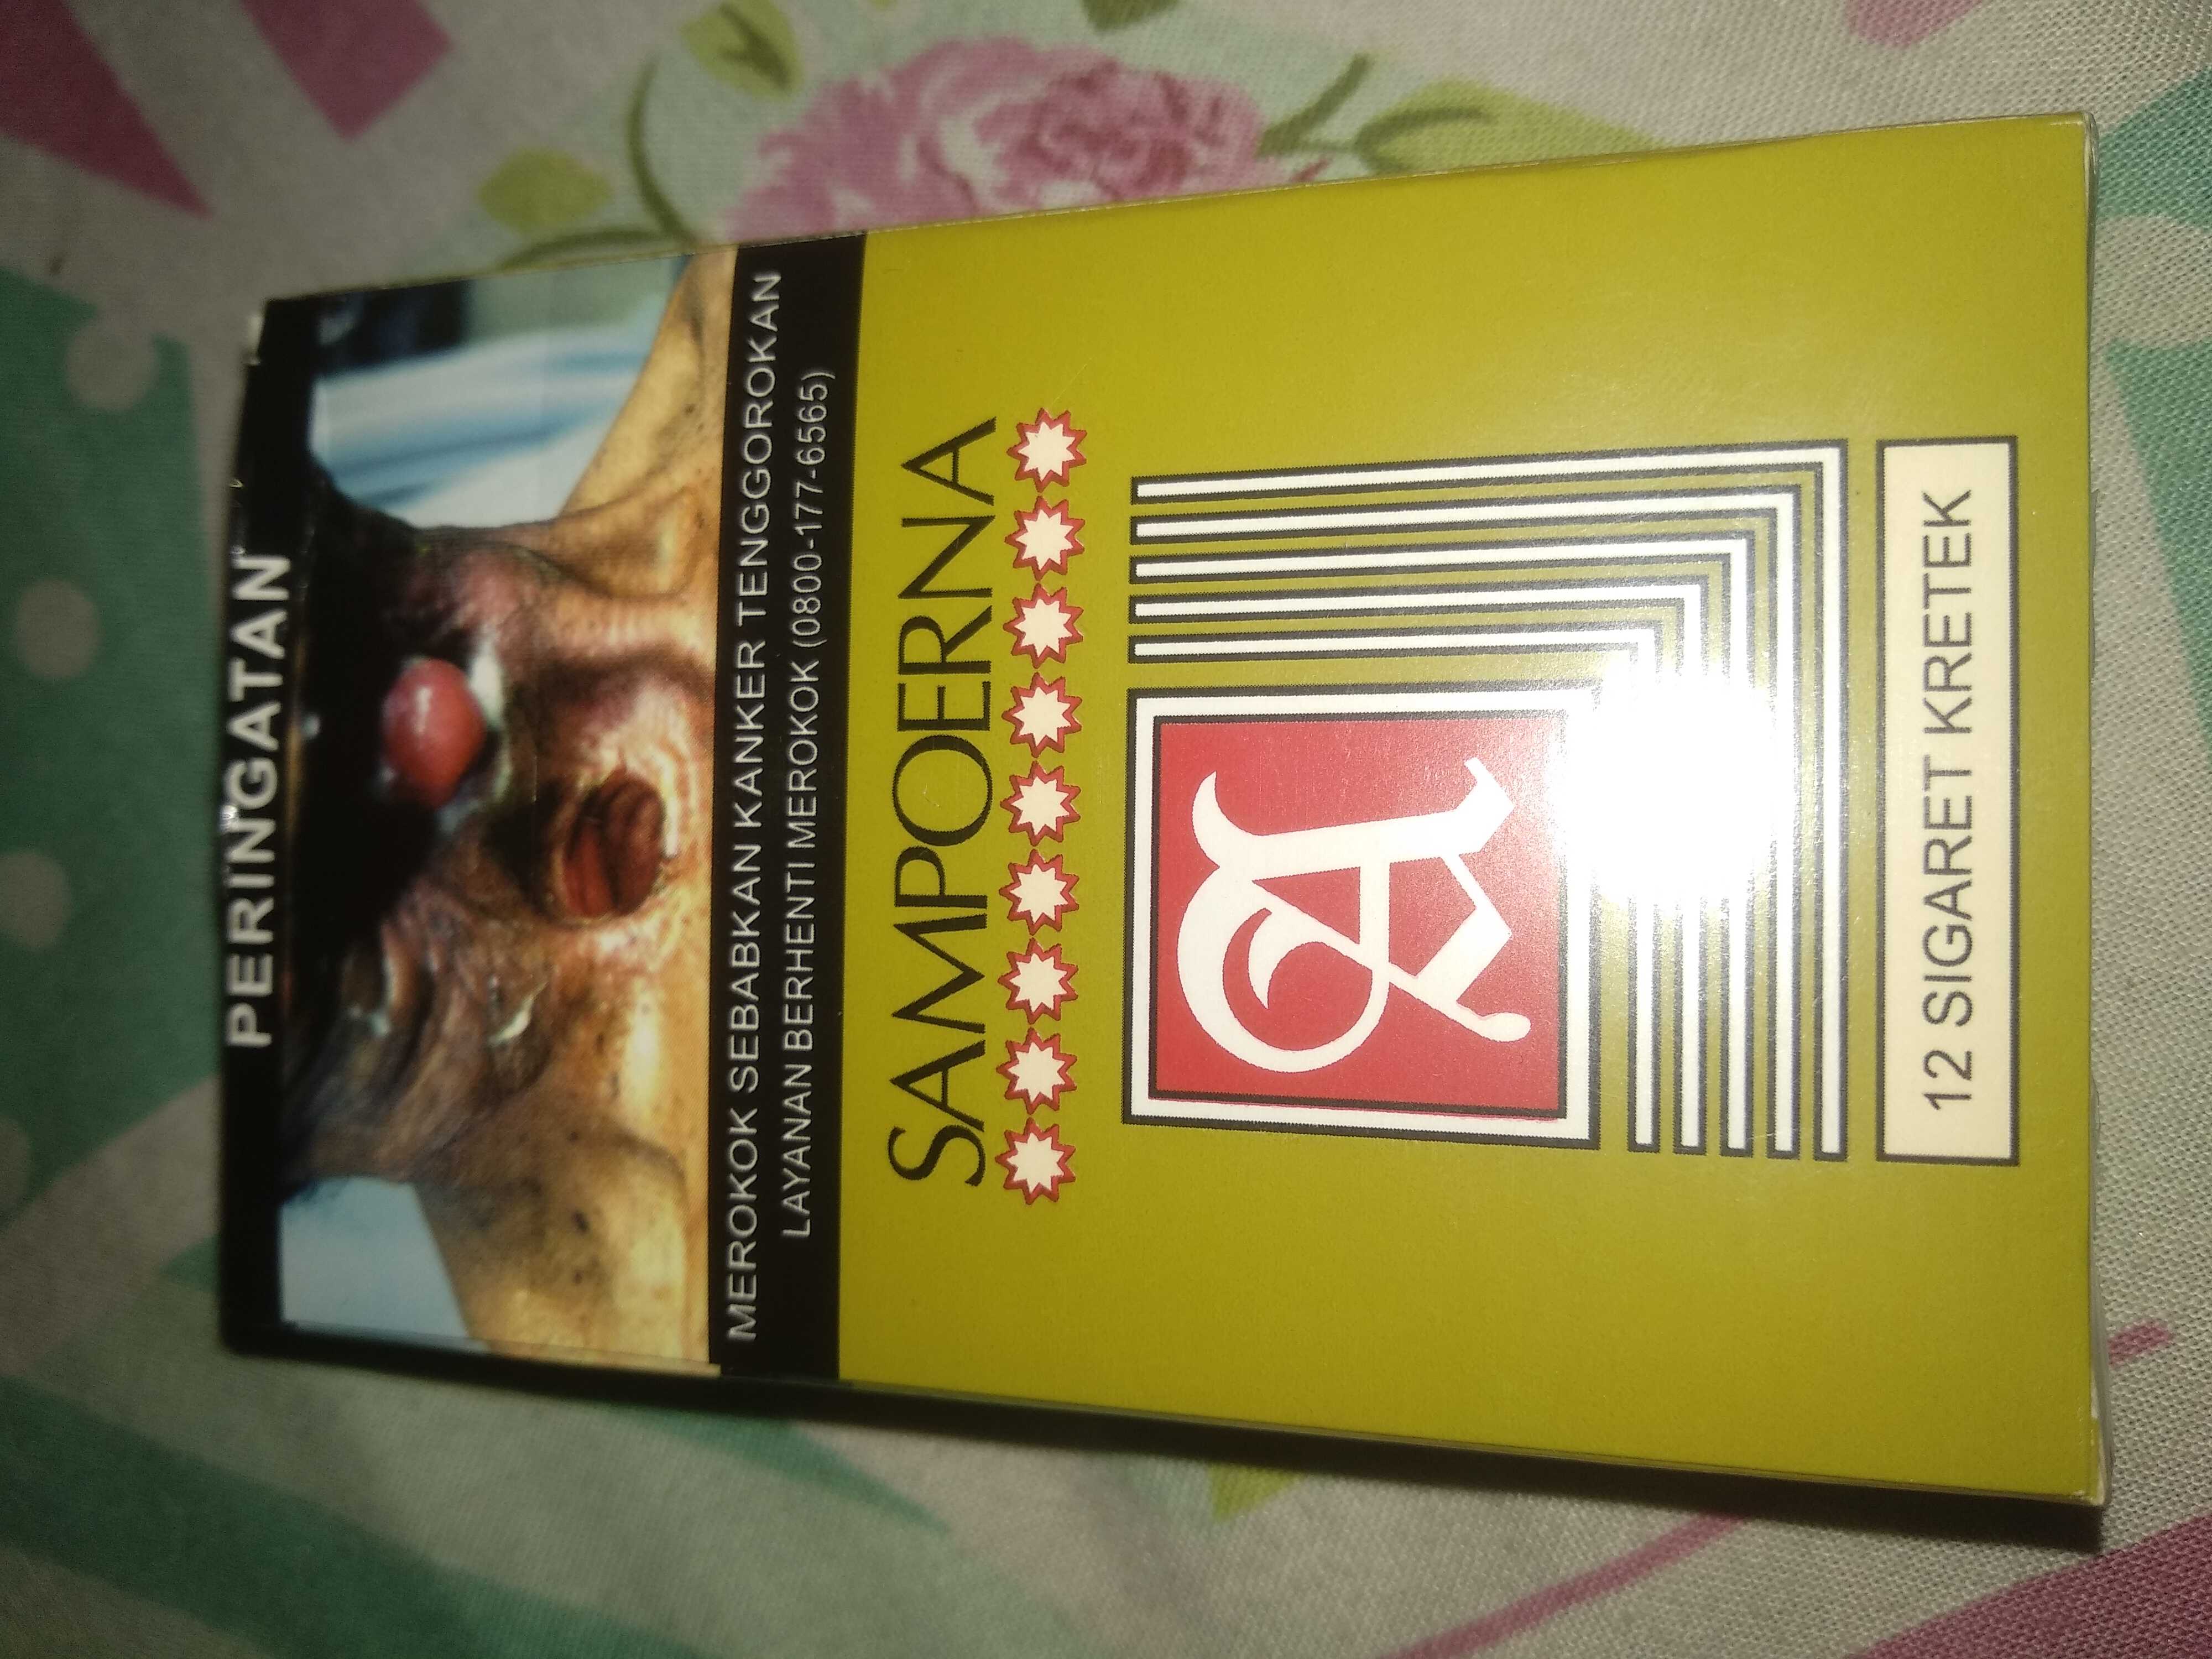 PERINGATAN
MEROKOK SEBABKAN KANKER TENGGOROKAN
LAYANAN BERHENTI MEROKOK (0800-177-6565)
SAMPOERNA
A
12 SIGARET KRETEK